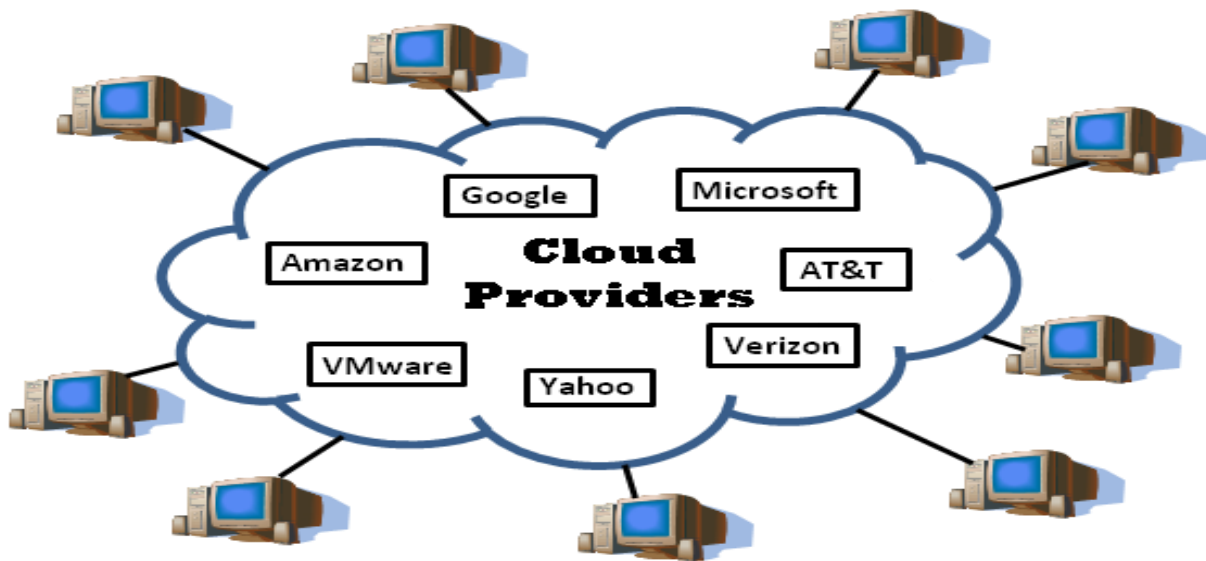 Google
Microsoft
Amazon
Cloud
Providers
AT&T
VMware
Yahoo
Verizon